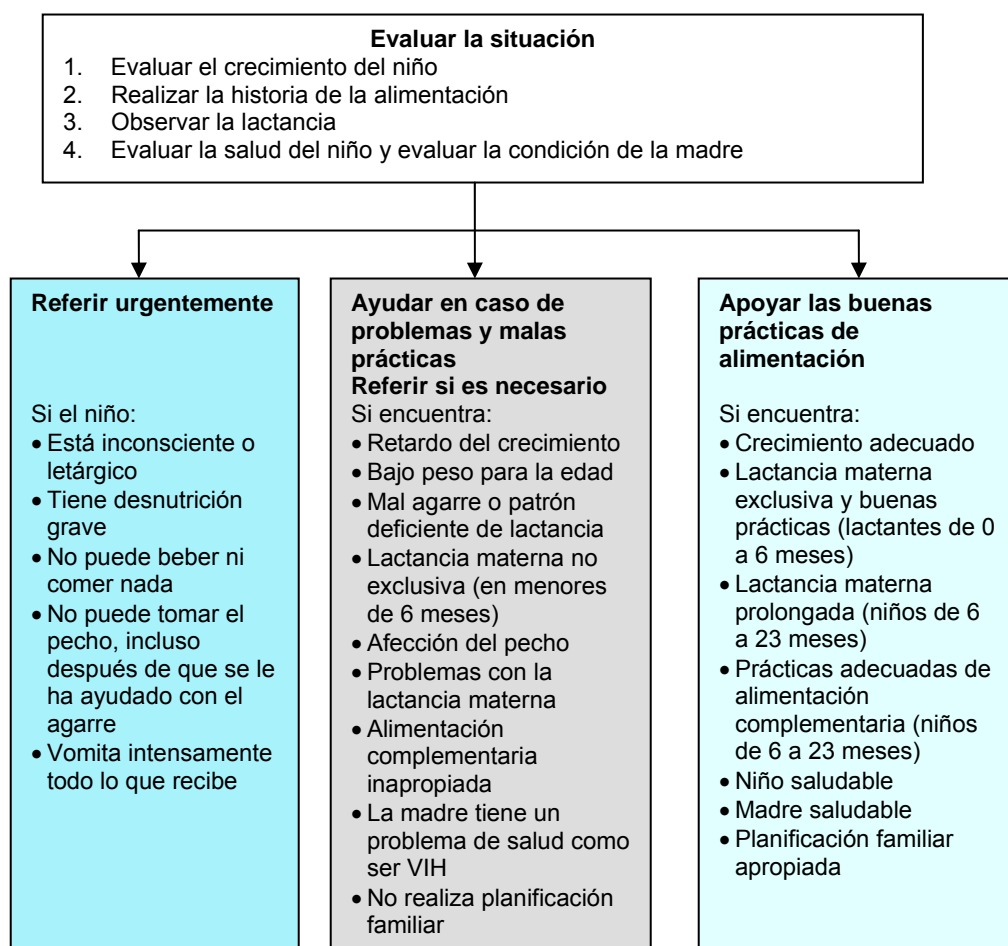 Evaluar la situación
1. Evaluar el crecimiento del niño
2. Realizar la historia de la alimentación
3. Observar la lactancia
4. Evaluar la salud del niño y evaluar la condición de la madre
Referir urgentemente
Si el niño:
• Está inconsciente o
letárgico
• Tiene desnutrición
grave
• No puede beber ni
comer nada
• No puede tomar el
pecho, incluso
después de que se le
ha ayudado con el
agarre
• Vomita intensamente
todo lo que recibe
Ayudar en caso de
problemas y malas
prácticas
Referir si es necesario
Si encuentra:
• Retardo del crecimiento
• Bajo peso para la edad
• Mal agarre o patrón
deficiente de lactancia
• Lactancia materna no
exclusiva (en menores
de 6 meses)
• Afección del pecho
• Problemas con la
lactancia materna
• Alimentación
complementaria
inapropiada
• La madre tiene un
problema de salud como
ser VIH
• No realiza planificación
familiar
Apoyar las buenas
prácticas de
alimentación
Si encuentra:
• Crecimiento adecuado
• Lactancia materna
exclusiva y buenas
prácticas (lactantes de 0
a 6 meses)
• Lactancia materna
prolongada (niños de 6
a 23 meses)
• Prácticas adecuadas de
alimentación
complementaria (niños
de 6 a 23 meses)
• Niño saludable
• Madre saludable
• Planificación familiar
apropiada